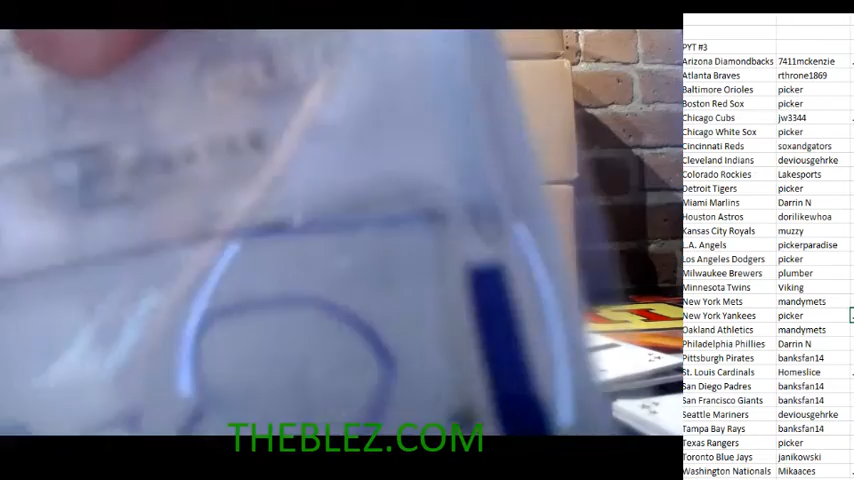 THEBLEZ.COM
PYT #3
Arizona Diamondbacks 7411mckenzie
Atlanta Braves rthrone1869
Baltimore Orioles picker
Boston Red Sox picker
Chicago Cubs jw3344
Chicago White Sox picker
Cincinnati Reds soxandgators
Cleveland Indians deviousgehrke
Colorado Rockies Lakesports
Detroit Tigers picker
Miami Marlins Darrin N
Houston Astros dorilikewhoa
Kansas City Royals muzzy
L.A. Angels pickerparadise
Los Angeles Dodgers picker
Milwaukee Brewers plumber
Minnesota Twins Viking
New York Mets mandymets
New York Yankees picker
Oakland Athletics mandymets
Philadelphia Phillies Darrin N
Pittsburgh Pirates banksfan14
St. Louis Cardinals Homeslice
San Diego Padres banksfan14
San Francisco Giants banksfan14
Seattle Mariners deviousgehrke
Tampa Bay Rays banksfan14
Texas Rangers picker
Toronto Blue Jays janikowski
Washington Nationals Mikaaces